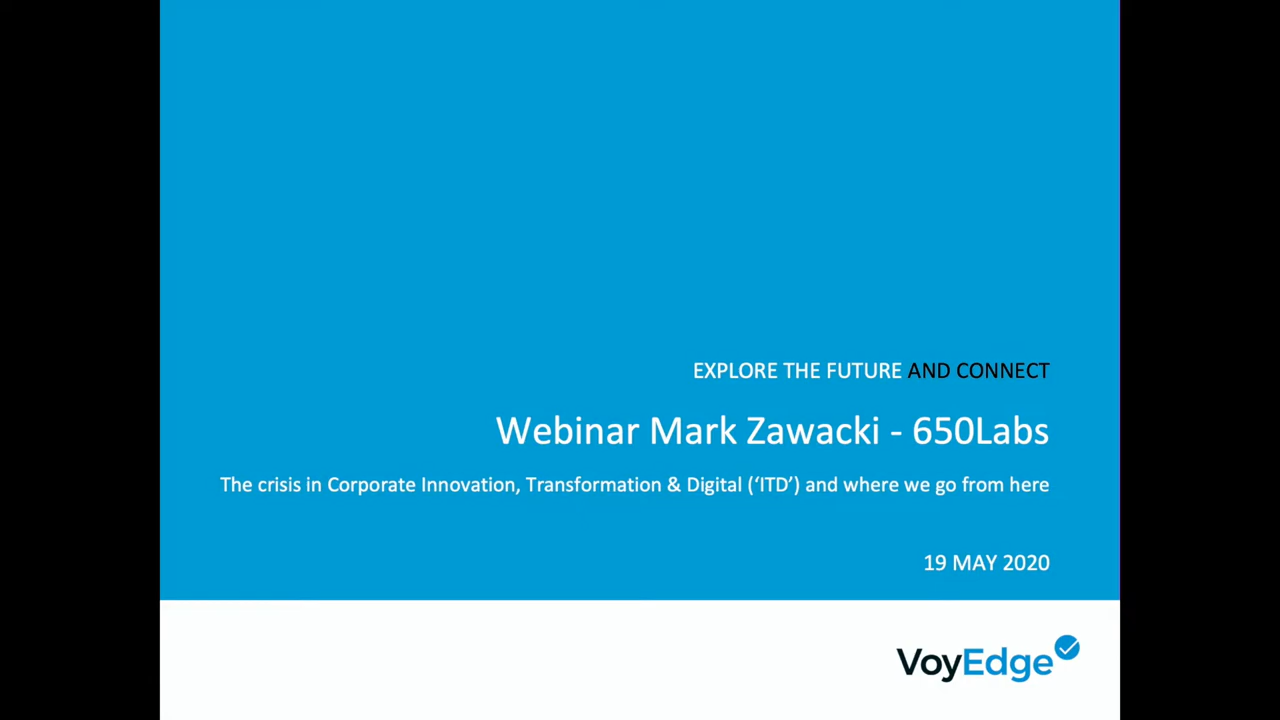 EXPLORE THE FUTURE AND CONNECT
Webinar Mark Zawacki - 650Labs
The crisis in Corporate Innovation, Transformation & Digital (‘ITD’) and where we go from here
19 MAY 2020
VoyEdge